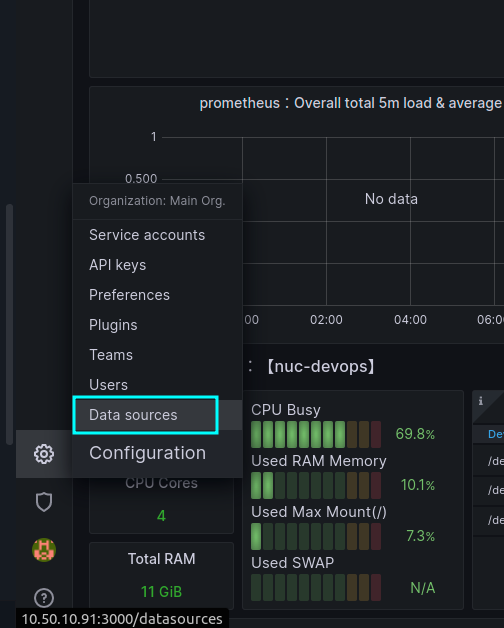 prometheus：Overall total 5m load & average
1
0.500
No data
Organization: Main Org.
Service accounts
API keys
Preferences
Plugins
Teams
Users
Data sources
Configuration
00
02:00
04:00
06:0
：【nuc-devops】
CPU Busy
69.8%
Used RAM Memory
10.1%
Used Max Mount(/)
7.3%
Used SWAP
N/A
i
De
/de
/de
/de
CPU Cores
4
Total RAM
11 GiB
10.50.10.91:3000/datasources